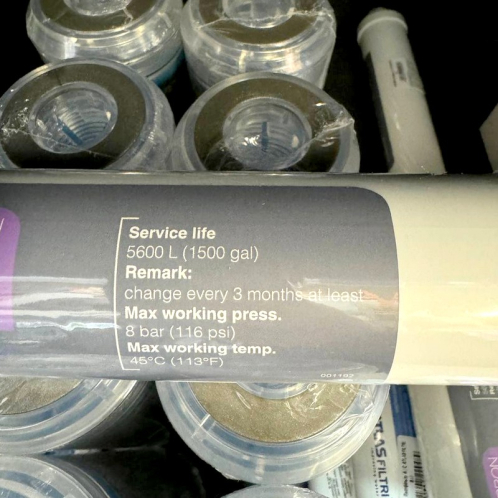 Service life
5600 L (1500 gal)
Remark:
change every 3 months at least
Max working press.
8 bar (116 psi)
Max working temp.
45°C (113°F)
001192